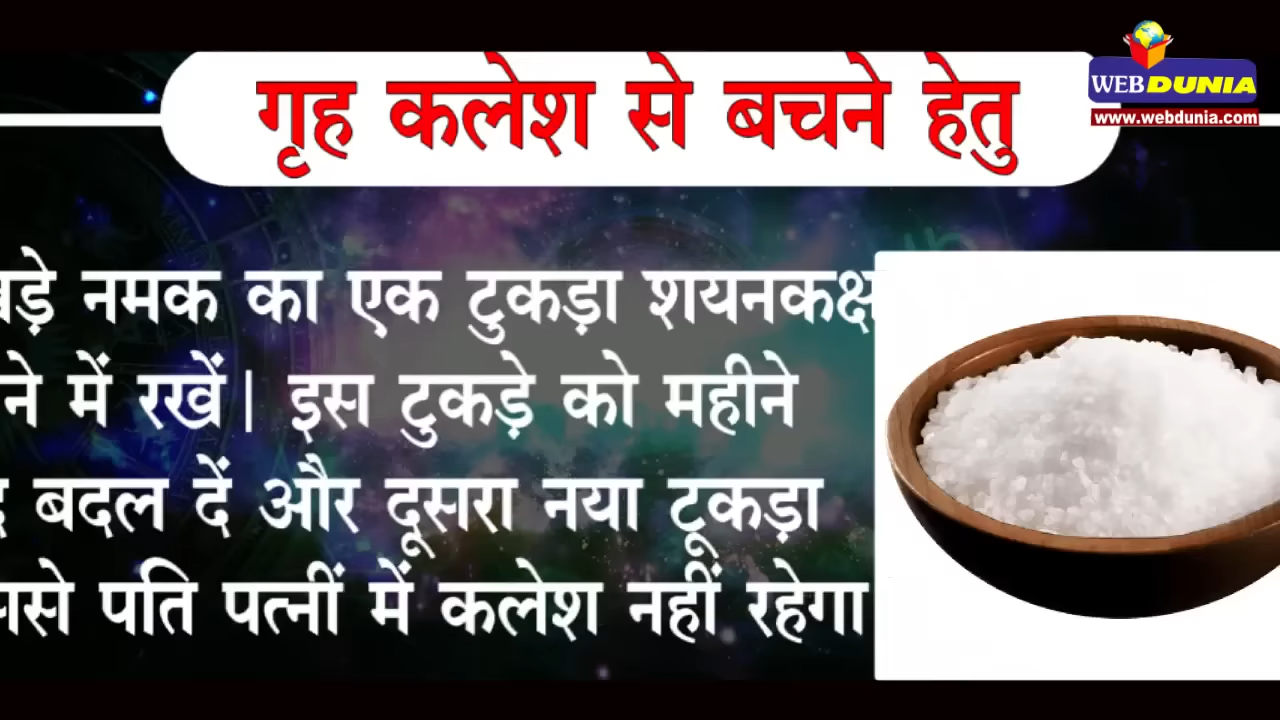 गृह कलेश से बचने हेतु
WEBDUNIA
www.webdunia.com
नमक का एक टुकड़ा शयनकक्ष
में रखें| इस टुकड़े को महीने
बदल दें और दूसरा नया टूकड़ा
पति पत्नीं में कलेश नहीं रहेगा